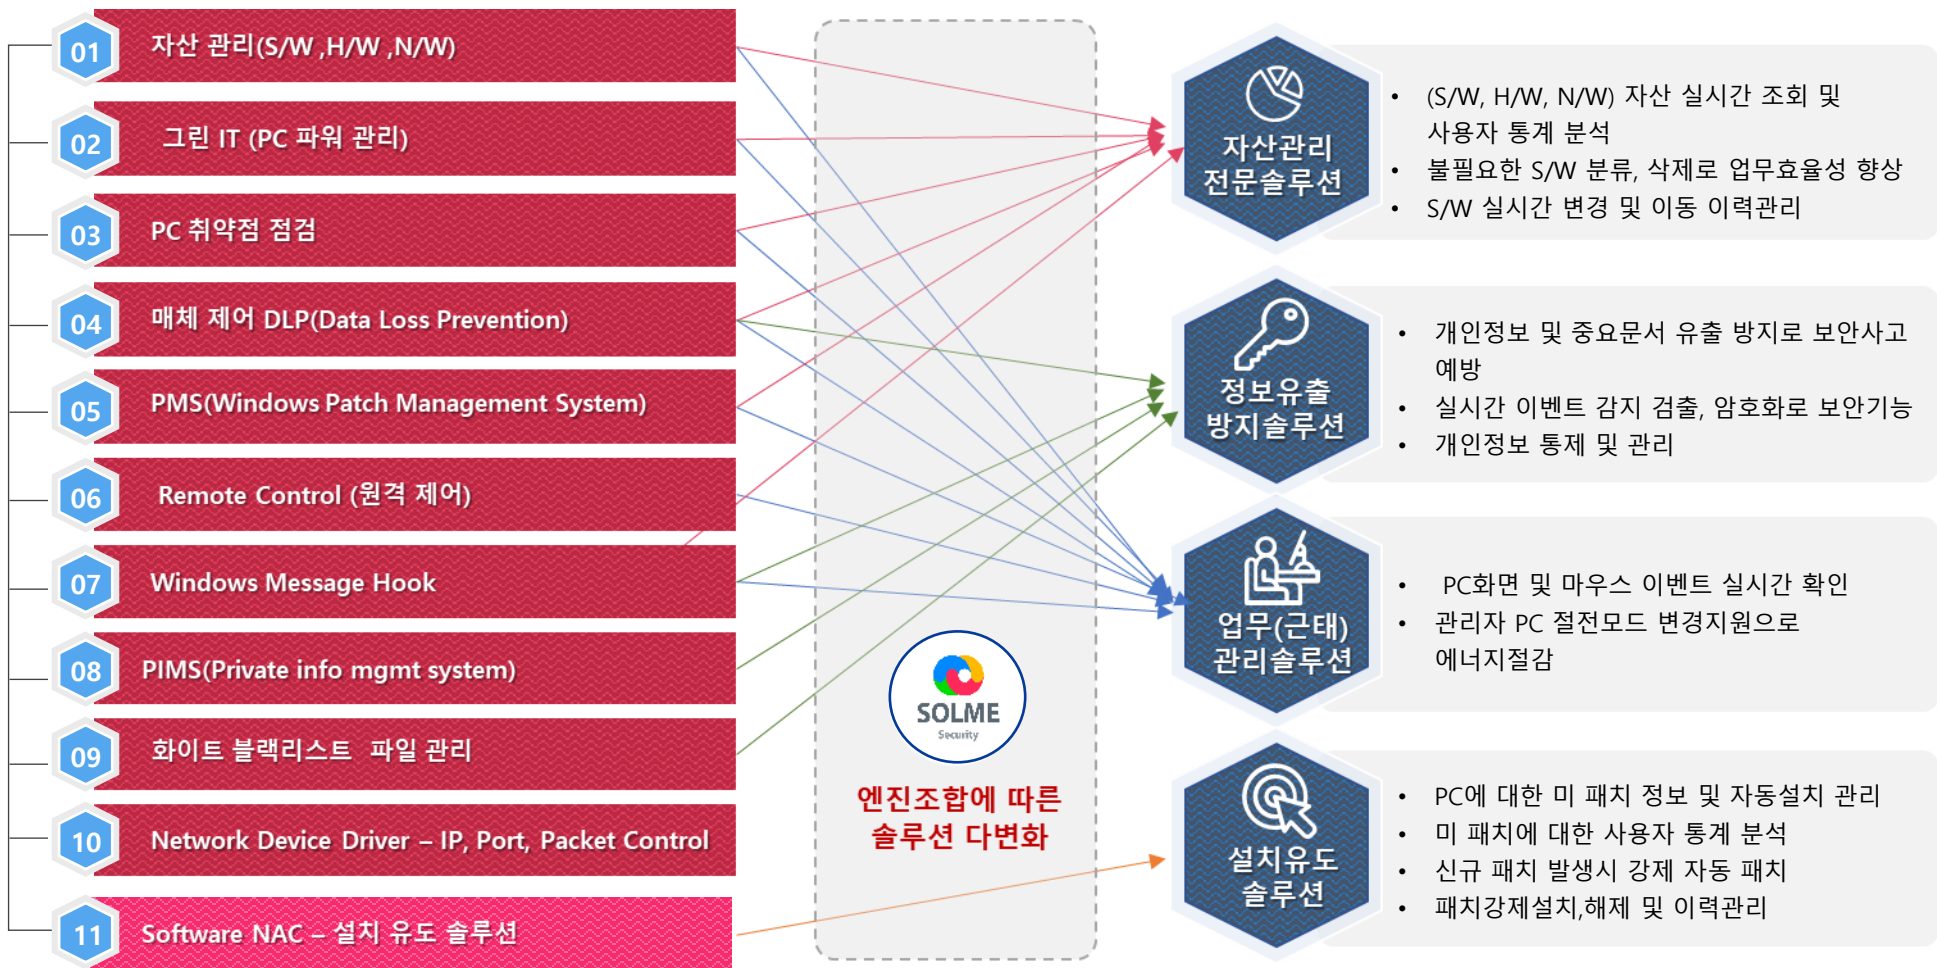 01
자산 관리(S/W ,H/W ,N/W)
02
그린 IT (PC 파워 관리)
03
PC 취약점 점검
04
매체 제어 DLP(Data Loss Prevention)
05
PMS(Windows Patch Management System)
06
Remote Control (원격 제어)
07
Windows Message Hook
08
PIMS(Private info mgmt system)
09
화이트 블랙리스트 파일 관리
10
Network Device Driver – IP, Port, Packet Control
11
Software NAC – 설치 유도 솔루션
SOLME
Security
엔진조합에 따른
솔루션 다변화
자산관리
전문솔루션
• (S/W, H/W, N/W) 자산 실시간 조회 및
사용자 통계 분석
• 불필요한 S/W 분류, 삭제로 업무효율성 향상
• S/W 실시간 변경 및 이동 이력관리
정보유출
방지솔루션
• 개인정보 및 중요문서 유출 방지로 보안사고
예방
• 실시간 이벤트 감지 검출, 암호화로 보안기능
• 개인정보 통제 및 관리
업무(근태)
관리솔루션
• PC화면 및 마우스 이벤트 실시간 확인
• 관리자 PC 절전모드 변경지원으로
에너지절감
설치유도
솔루션
• PC에 대한 미 패치 정보 및 자동설치 관리
• 미 패치에 대한 사용자 통계 분석
• 신규 패치 발생시 강제 자동 패치
• 패치강제설치,해제 및 이력관리